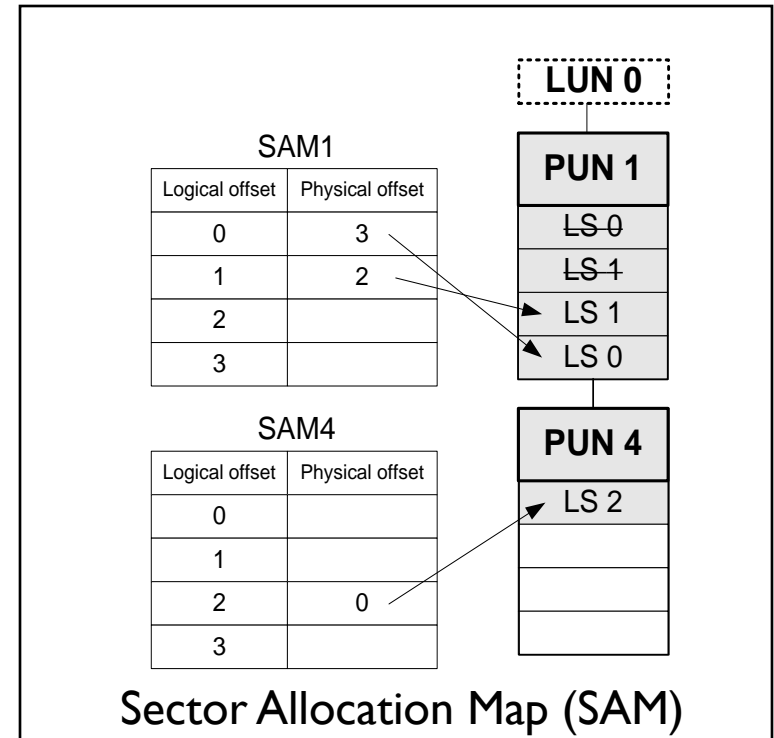 LUN 0
PUN 1
LS 0
LS 1
LS 1
LS 0
SAM1
Logical offset Physical offset
0 3
1 2
2
3
PUN 4
LS 2
SAM4
Logical offset Physical offset
0
1
2 0
3
Sector Allocation Map (SAM)